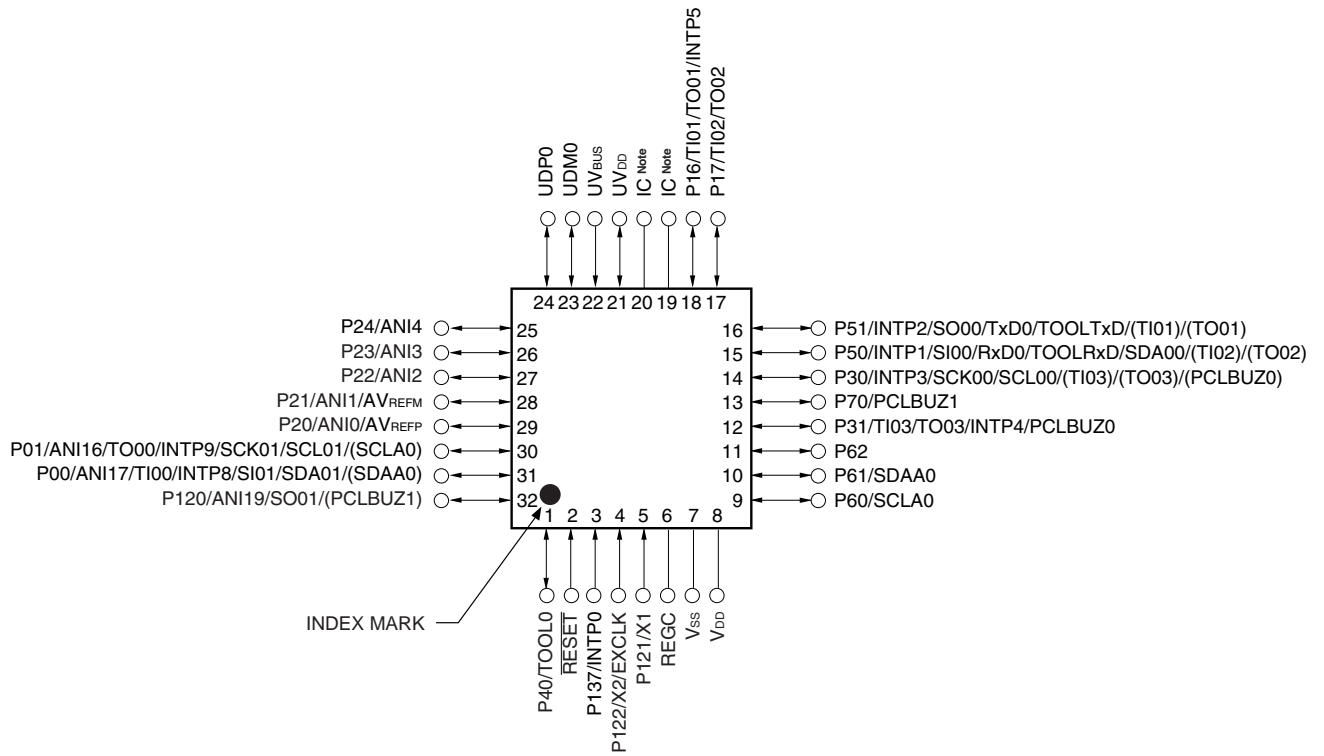 UDP0
UDM0
UVBUS
UVDD
IC Note
IC Note
P16/TI01/TO01/INTP5
P17/TI02/TO02
24 23 22 21 20 19 18 17
P24/ANI4 25
P23/ANI3 26
P22/ANI2 27
P21/ANI1/AVREFM 28
P20/ANI0/AVREFP 29
P01/ANI16/TO00/INTP9/SCK01/SCL01/(SCLA0) 30
P00/ANI17/TI00/INTP8/SI01/SDA01/(SDAA0) 31
P120/ANI19/SO01/(PCLBUZ1) 32
16 P51/INTP2/SO00/TxD0/TOOLTxD/(TI01)/(TO01)
15 P50/INTP1/SI00/RxD0/TOOLRxD/SDA00/(TI02)/(TO02)
14 P30/INTP3/SCK00/SCL00/(TI03)/(TO03)/(PCLBUZ0)
13 P70/PCLBUZ1
12 P31/TI03/TO03/INTP4/PCLBUZ0
11 P62
10 P61/SDAA0
9 P60/SCLA0
1 2 3 4 5 6 7 8
INDEX MARK
P40/TOOL0
RESET
P137/INTP0
P122/X2/EXCLK
P121/X1
REGC
VSS
VDD